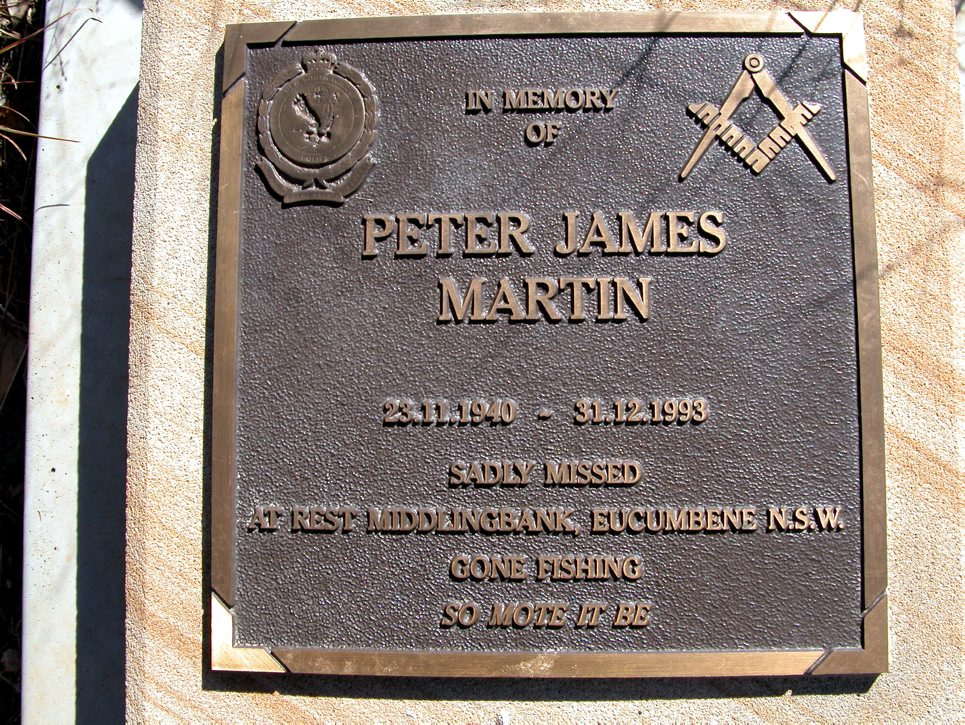 IN MEMORY
OF
PETER JAMES
MARTIN
23.11.1940 - 31.12.1993
SADLY MISSED
AT REST MIDDLINGBANK, EUCUMBENE N.S.W.
GONE FISHING
SO MOTE IT BE